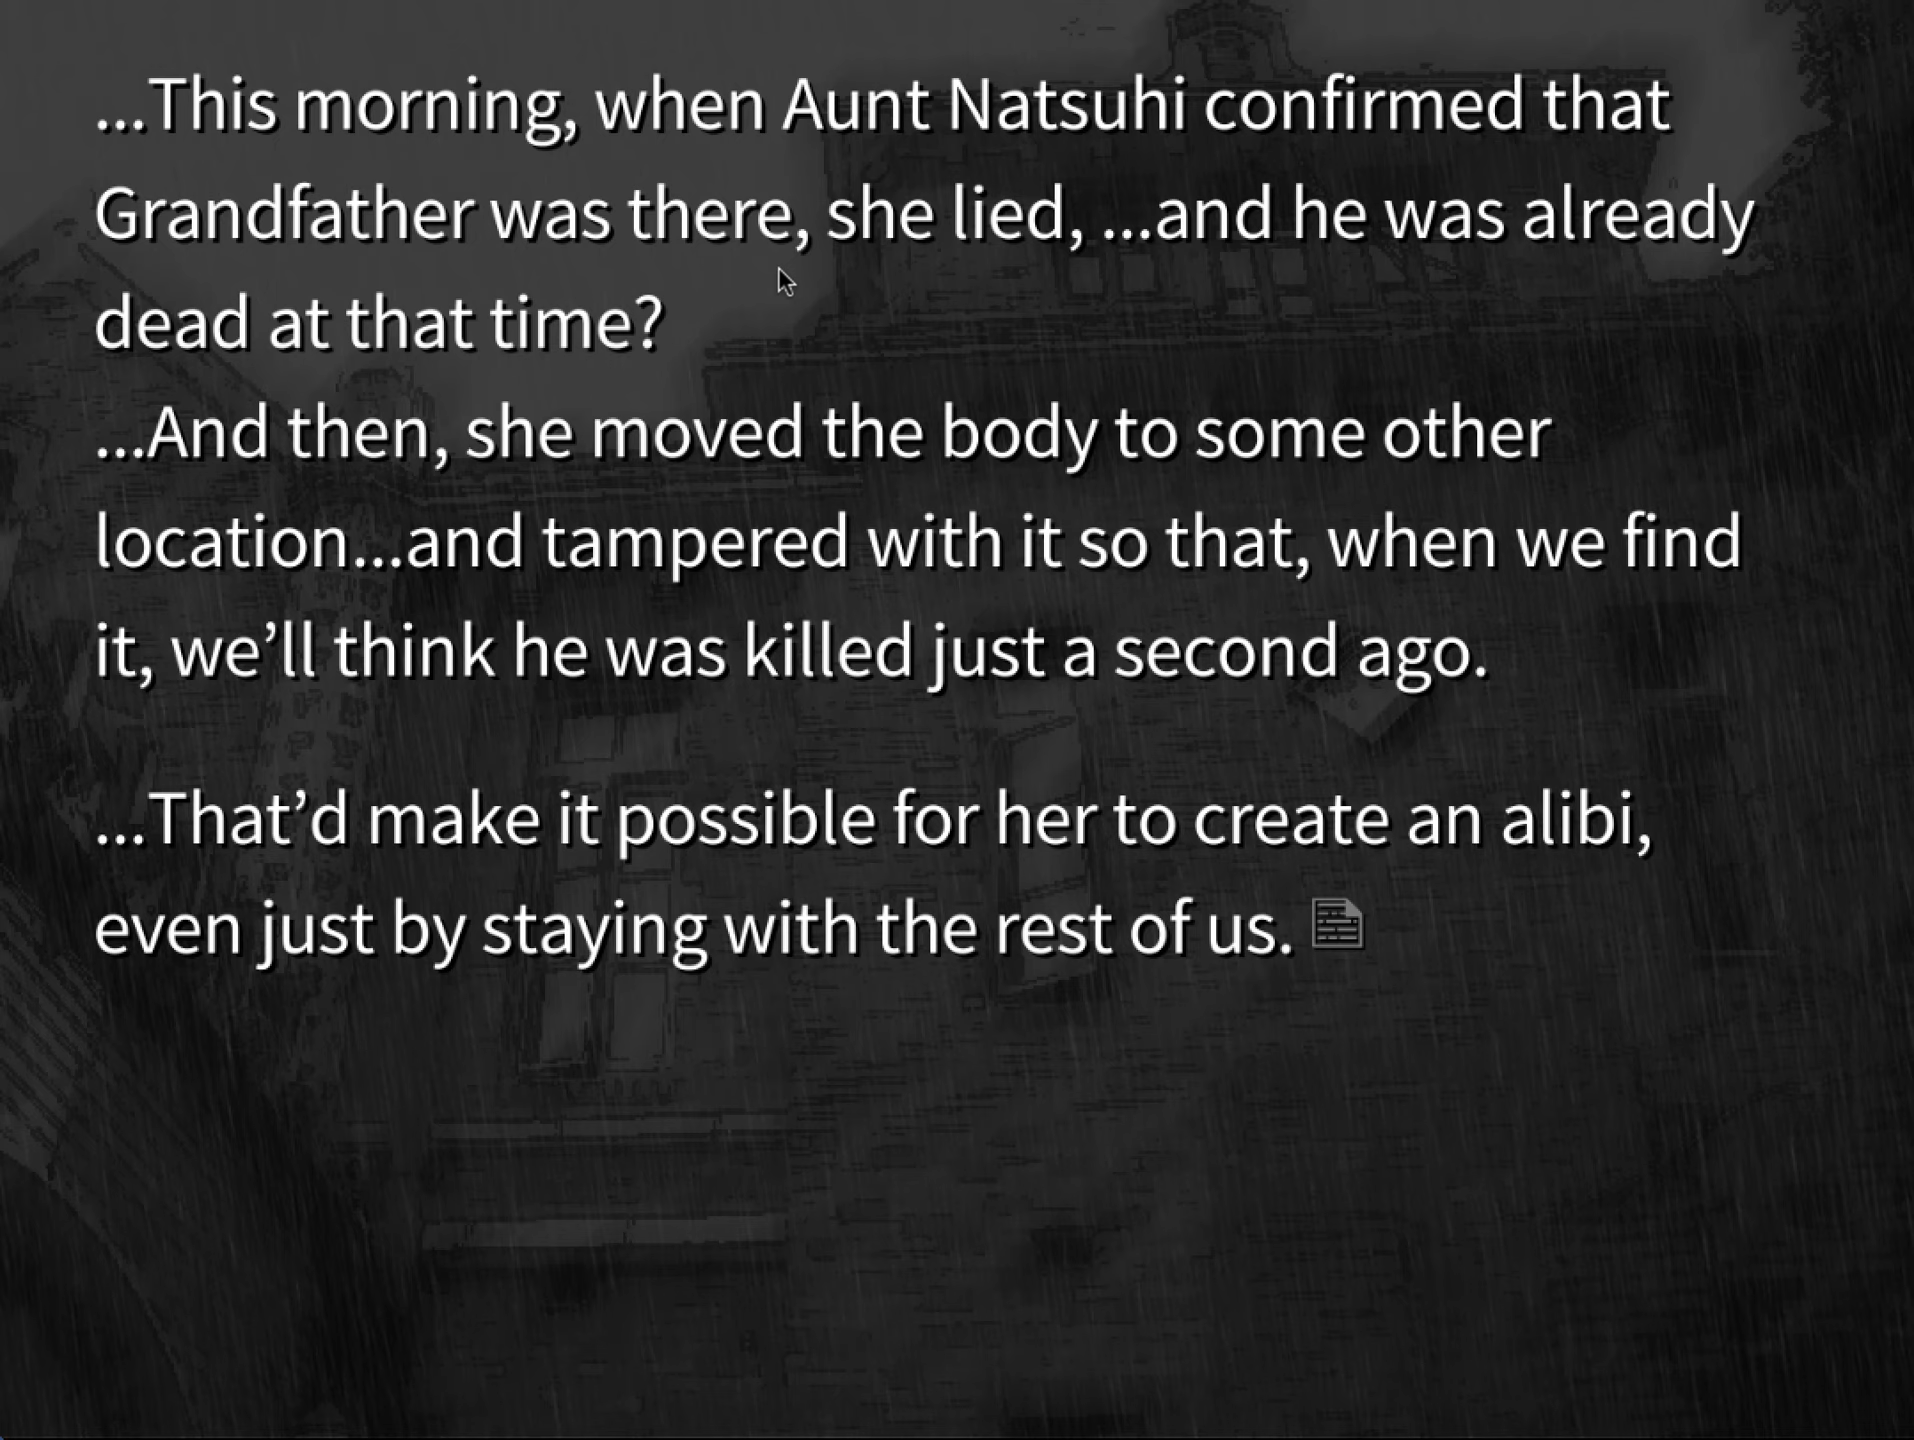 ...This morning, when Aunt Natsuhi confirmed that
Grandfather was there, she lied, ...and he was already
dead at that time?
...And then, she moved the body to some other
location...and tampered with it so that, when we find
it, we’ll think he was killed just a second ago.
...That’d make it possible for her to create an alibi,
even just by staying with the rest of us.